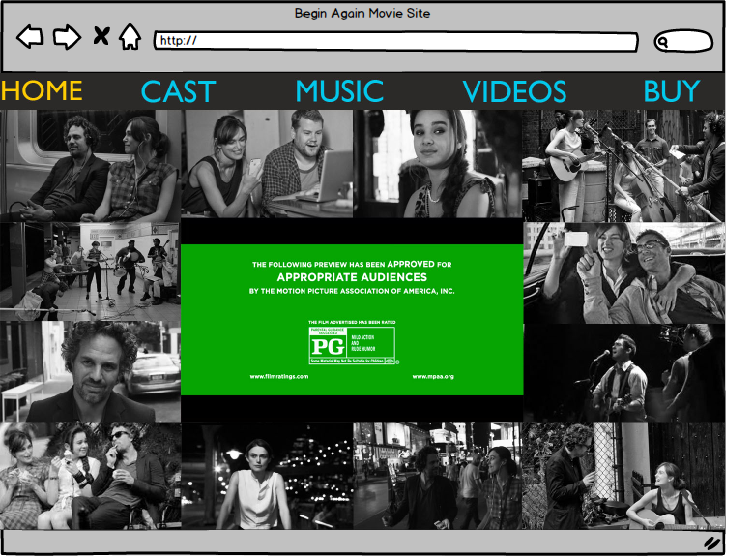 Begin Again Movie Site
http://
HOME CAST MUSIC VIDEOS BUY
THE FOLLOWING PREVIEW HAS BEEN APPROVED FOR
APPROPRIATE AUDIENCES
BY THE MOTION PICTURE ASSOCIATION OF AMERICA, INC.
THE FILM ADVERTISED HAS BEEN RATED
PARENTAL GUIDANCE SUGGESTED
PG
MILD ACTION
AND
RUDE HUMOR
www.filmratings.com
www.mpaa.org